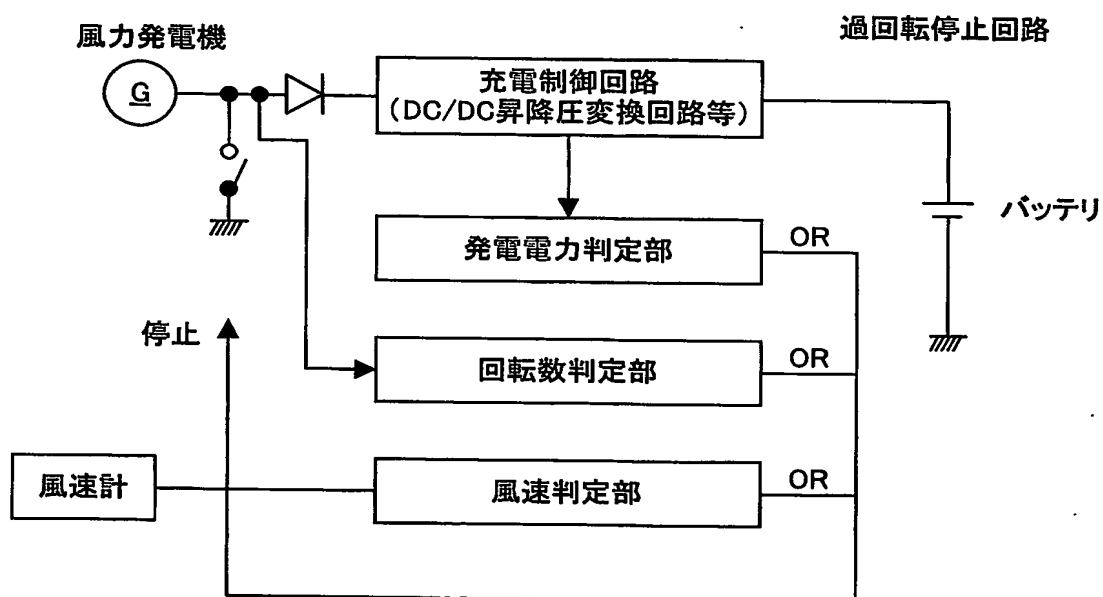 過回転停止回路
風力発電機
G
充電制御回路
(DC/DC昇降圧変換回路等)
バッテリ
発電電力判定部
OR
停止
回転数判定部
OR
風速計
風速判定部
OR